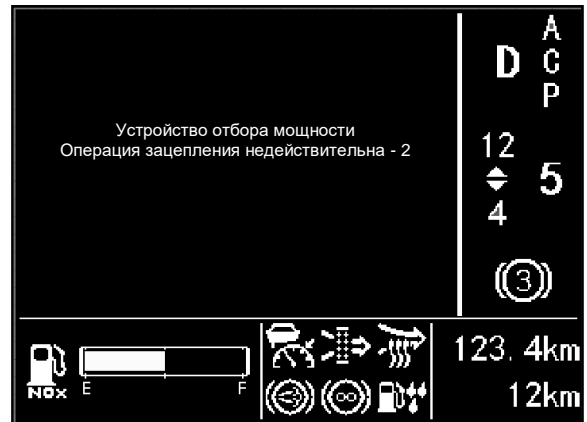 Устройство отбора мощности
Операция зацепления недействительна - 2
A
D C
P
12
5
4
3
NOx
E F
123. 4km
12km